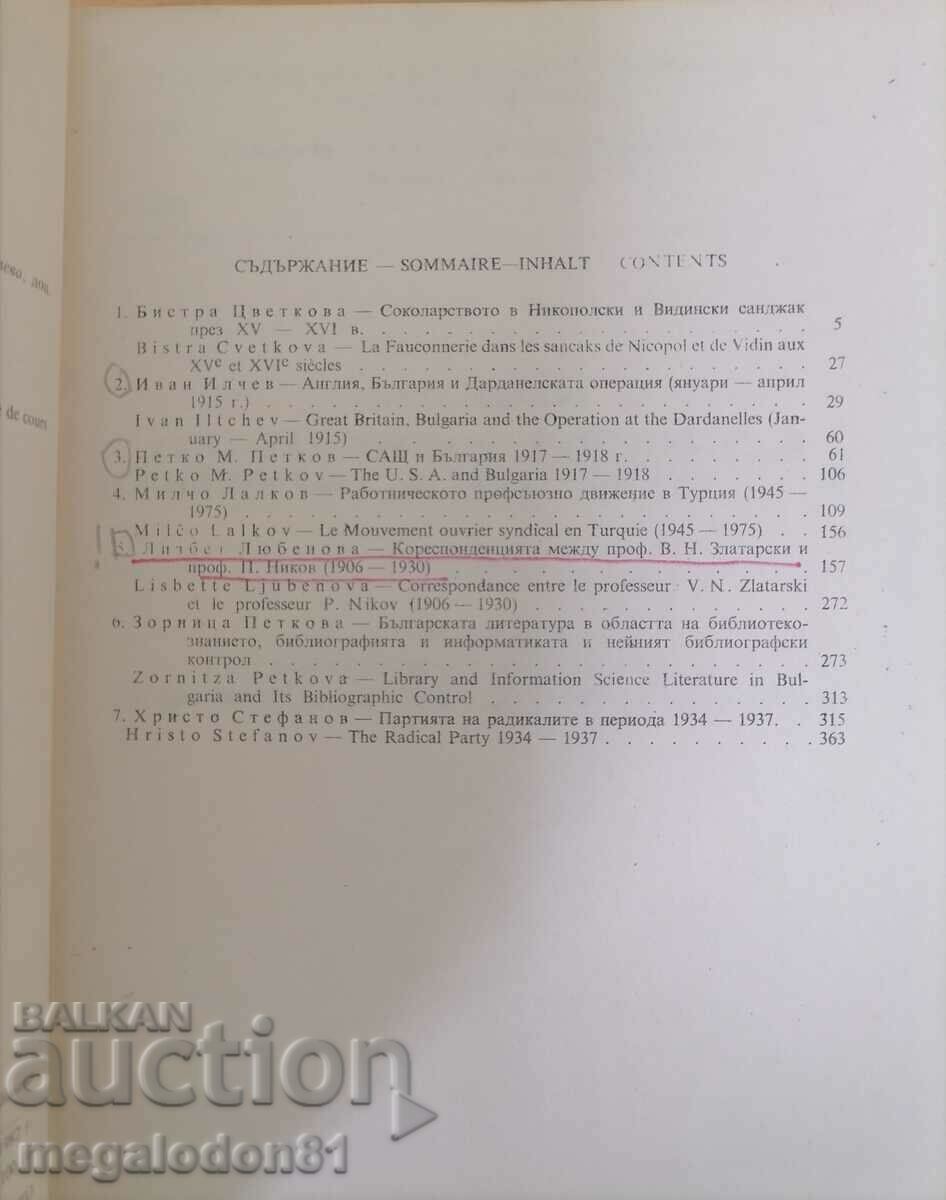 СЪДЪРЖАНИЕ — SOMMAIRE—INHALT CONTENTS
1. Бистра Цветкова — Соколарството в Никополски и Видински санджак
през XV — XVI в. . . . . . . . . . . . . . . . . . 5
Bistra Cvetkova — La Fauconnerie dans les sancaks de Nicopol et de Vidin aux
XVe et XVIe siècles . . . . . . . . . . . . . . . . . . 27
2. Иван Илчев — Англия, България и Дарданелската операция (януари — април
1915 г.) . . . . . . . . . . . . . . . . . . 29
Ivan Iltchev — Great Britain, Bulgaria and the Operation at the Dardanelles (Jan-
uary — April 1915) . . . . . . . . . . . . . . . . 60
3. Петко М. Петков — САЩ и България 1917 — 1918 г. . . . . . . . 61
Petko M. Petkov — The U. S. A. and Bulgaria 1917 — 1918 . . . . . . . 106
4. Милчо Лалков — Работническото профсъюзно движение в Турция (1945 —
1975) . . . . . . . . . . . . . . . . . . 109
Milčo Lalkov — Le Mouvement ouvrier syndical en Turquie (1945 — 1975) . . 156
5. Лизбет Любенова — Кореспонденцията между проф. В. Н. Златарски и
проф. П. Ников (1906 — 1930) . . . . . . . . . . . . . 157
Lisbette Ljubenova — Correspondance entre le professeur V. N. Zlatarski
et le professeur P. Nikov (1906 — 1930) . . . . . . . . . . 272
6. Зорница Петкова — Българската литература в областта на библиотеко-
знанието, библиографията и информатиката и нейният библиографски
контрол . . . . . . . . . . . . . . . . . . 273
Zornitza Petkova — Library and Information Science Literature in Bul-
garia and Its Bibliographic Control . . . . . . . . . . . 313
7. Христо Стефанов — Партията на радикалите в периода 1934 — 1937. . 315
Hristo Stefanov — The Radical Party 1934 — 1937 . . . . . . . . . 363
de cours
BALKAN
auction
megalodon81